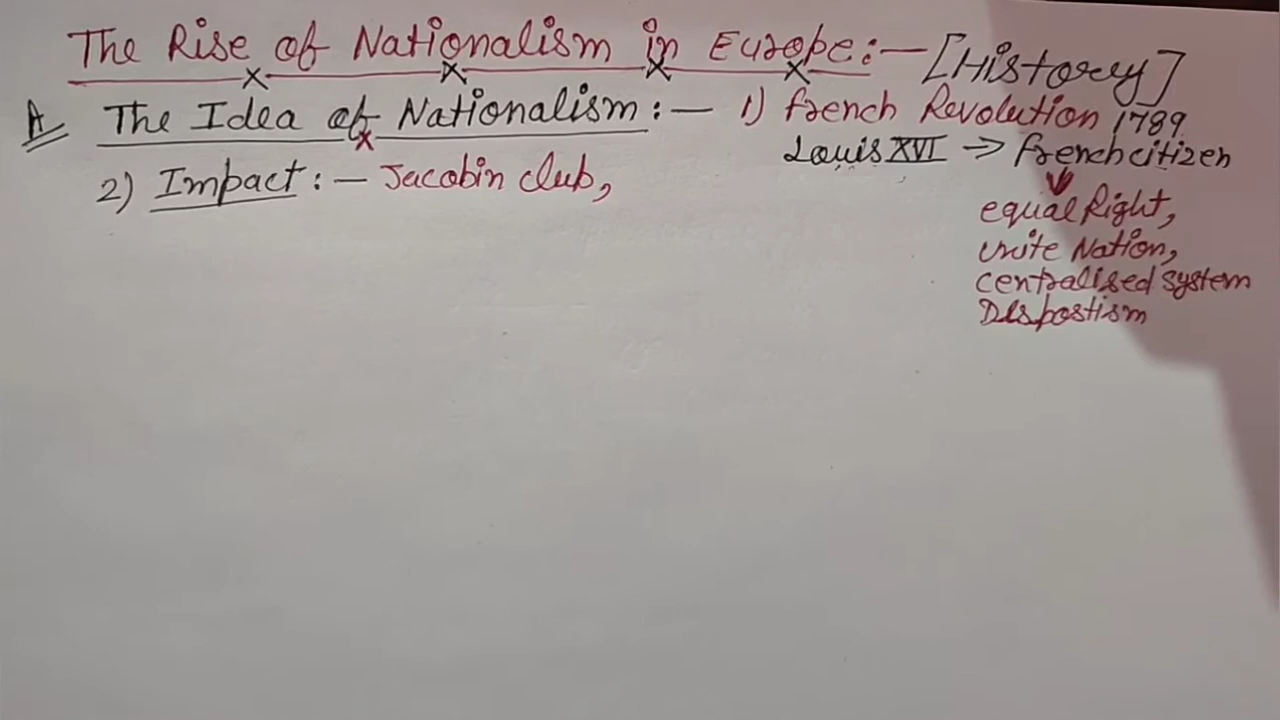 The Rise of Nationalism in Europe:— [History]
A The Idea of Nationalism:— 1) french Revolution 1789.
Louis XVI → french citizen
2) Impact:— Jacobin club,
equal Right,
unite Nation,
centralised system
Dispostism